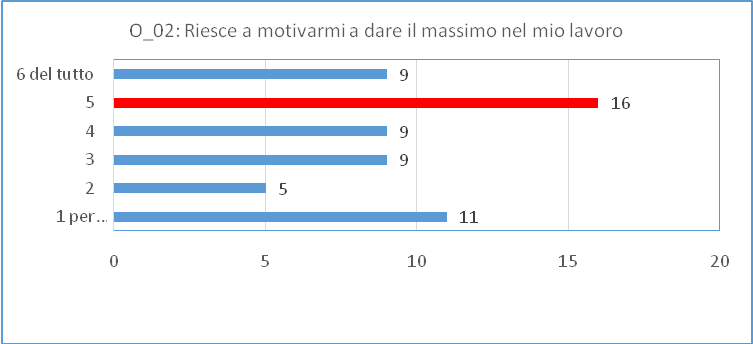 O_02: Riesce a motivarmi a dare il massimo nel mio lavoro
6 del tutto 9
5 16
4 9
3 9
2 5
1 per... 11
0 5 10 15 20